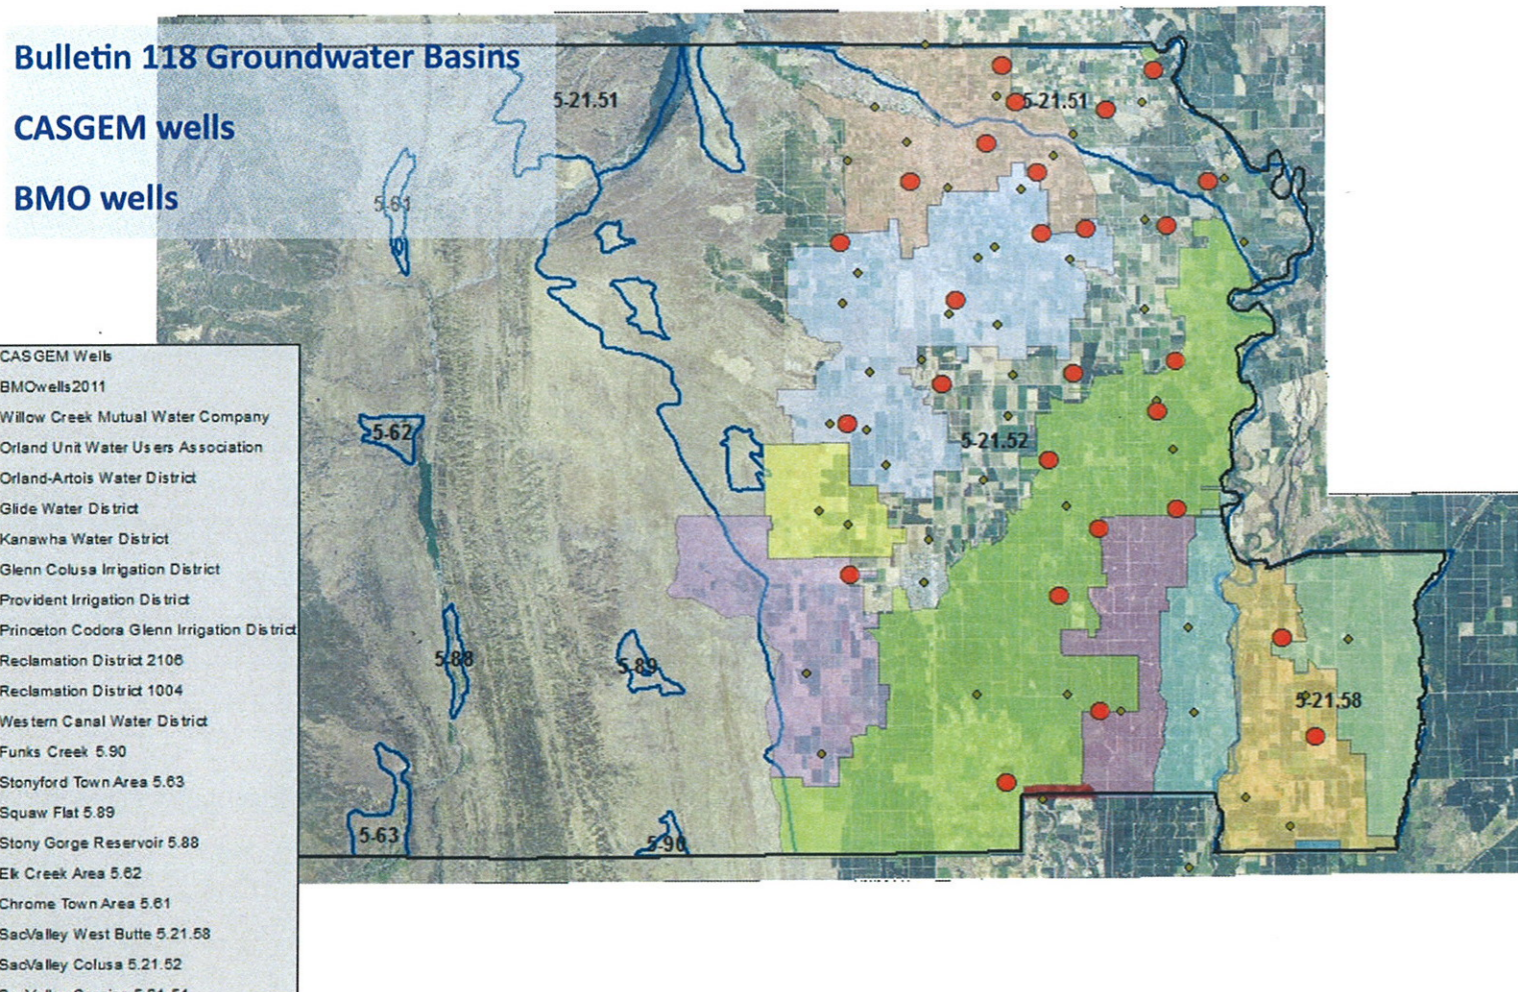 Bulletin 118 Groundwater Basins
CASGEM wells
BMO wells
5-21.51
5-21.51
5-61
5-62
5-21.52
5-88
5-89
5-21.58
5-63
5-90
CASGEM Wells
BMOwells2011
Willow Creek Mutual Water Company
Orland Unit Water Users Association
Orland-Artois Water District
Glide Water District
Kanawha Water District
Glenn Colusa Irrigation District
Provident Irrigation District
Princeton Codora Glenn Irrigation District
Reclamation District 2106
Reclamation District 1004
Western Canal Water District
Funks Creek 5.90
Stonyford Town Area 5.63
Squaw Flat 5.89
Stony Gorge Reservoir 5.88
Elk Creek Area 5.62
Chrome Town Area 5.61
SacValley West Butte 5.21.58
SacValley Colusa 5.21.52